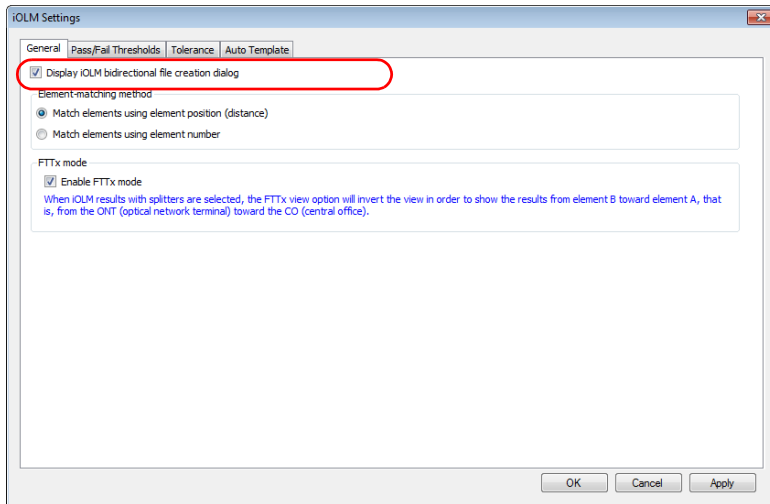 iOLM Settings
General Pass/Fail Thresholds Tolerance Auto Template
Display iOLM bidirectional file creation dialog
Element-matching method
Match elements using element position (distance)
Match elements using element number
FTTx mode
Enable FTTx mode
When iOLM results with splitters are selected, the FTTx view option will invert the view in order to show the results from element B toward element A, that
is, from the ONT (optical network terminal) toward the CO (central office).
OK Cancel Apply